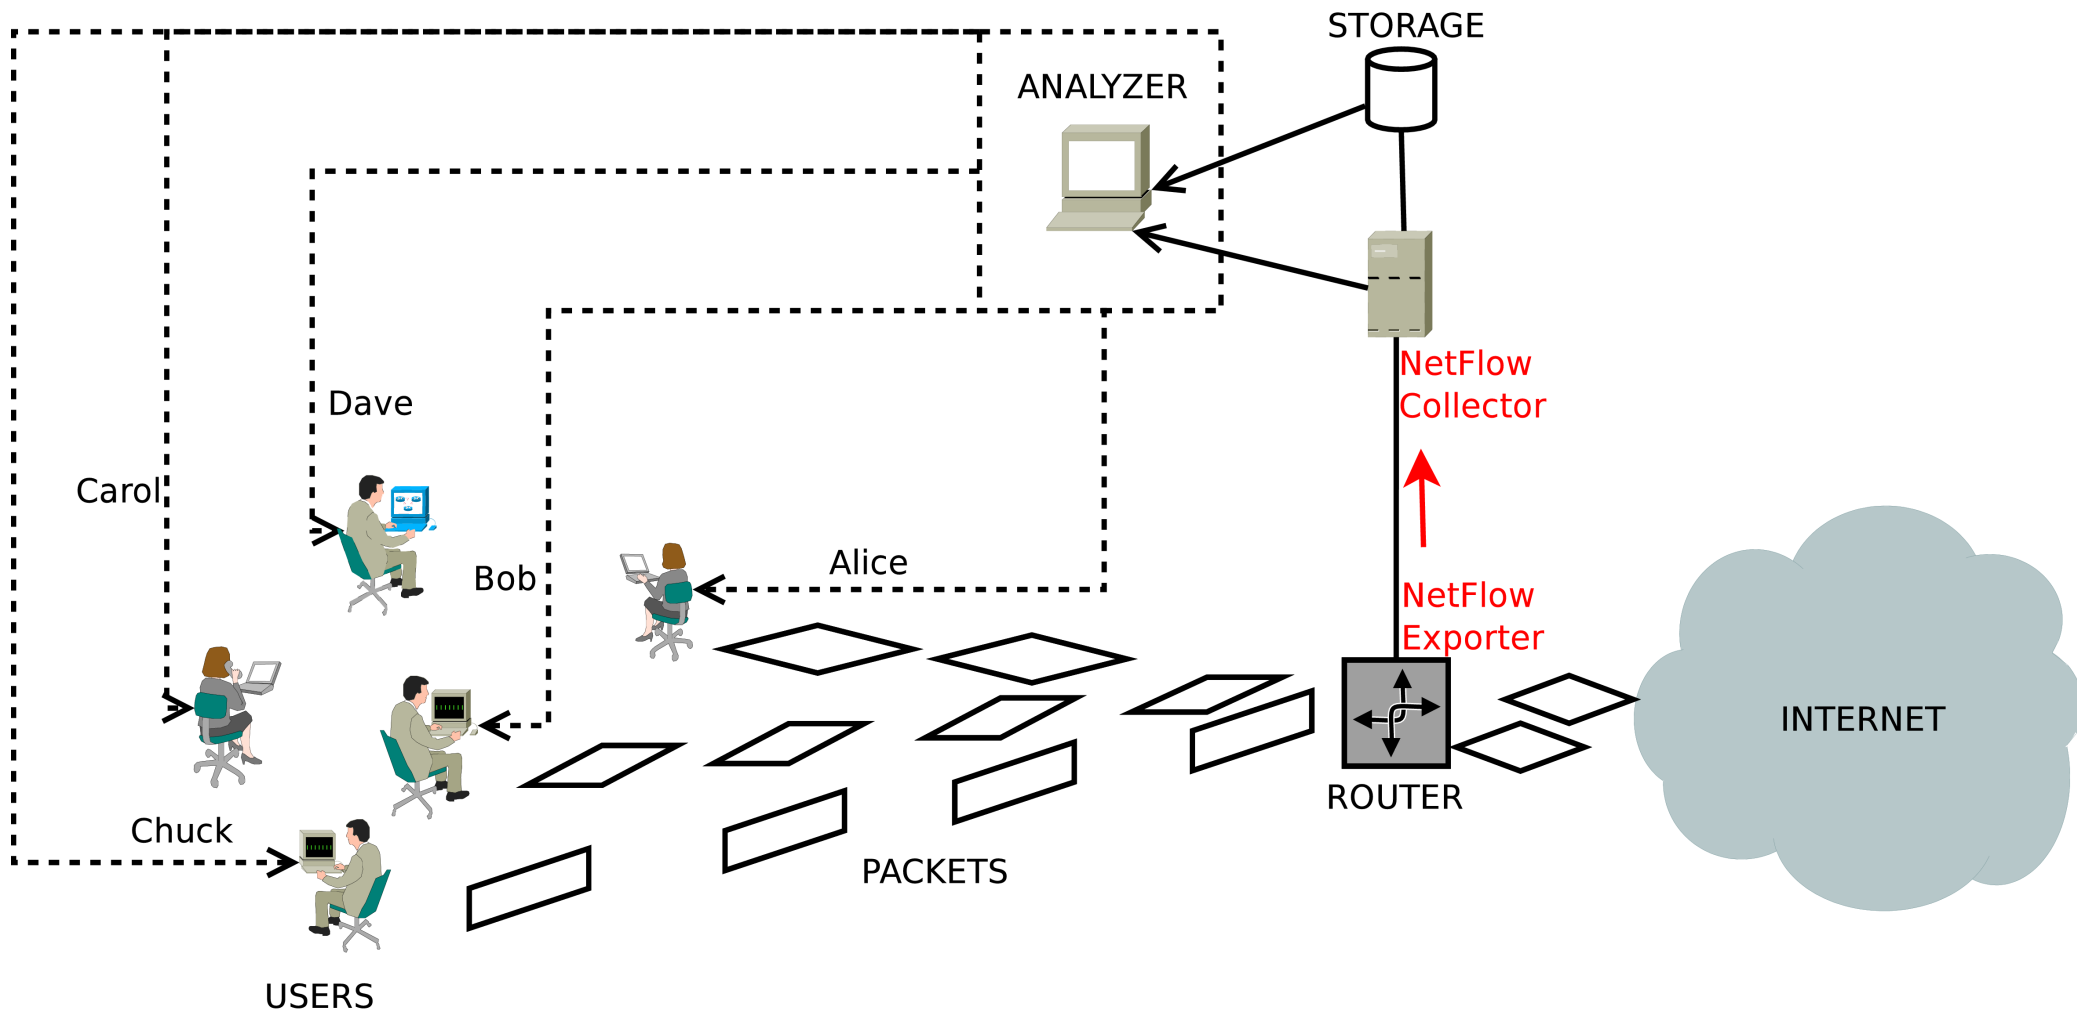 STORAGE
ANALYZER
NetFlow
Collector
Dave
Carol
Alice
Bob
NetFlow
Exporter
INTERNET
ROUTER
Chuck
PACKETS
USERS